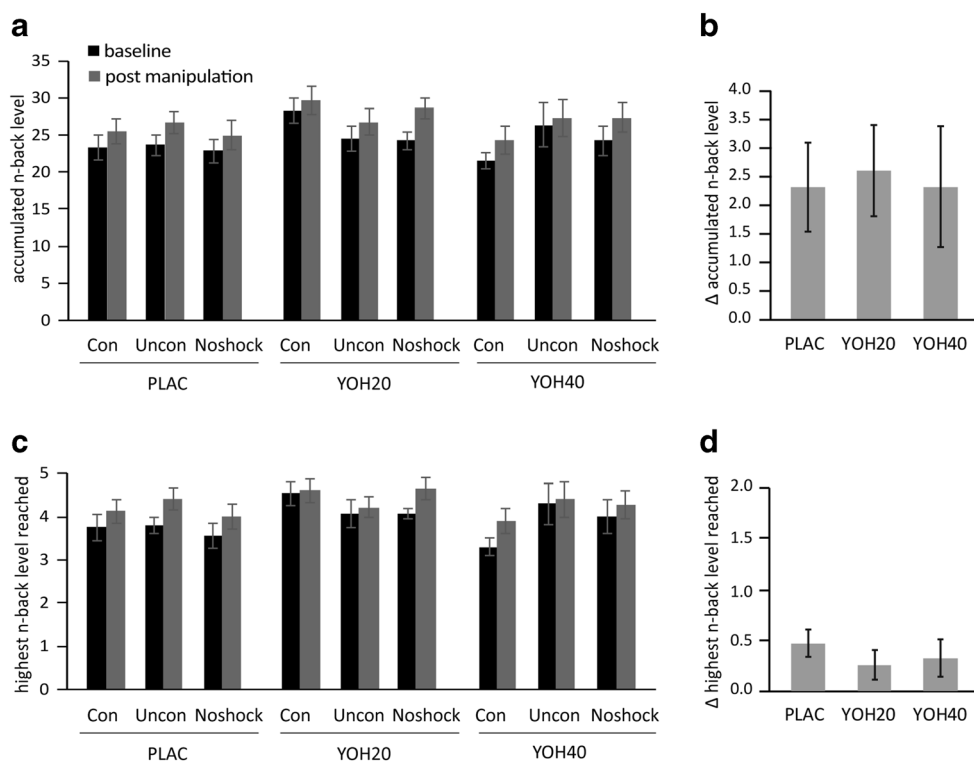 a
baseline
post manipulation
accumulated n-back level
35
30
25
20
15
10
5
0
Con Uncon Noshock Con Uncon Noshock Con Uncon Noshock
PLAC YOH20 YOH40
b
Δ accumulated n-back level
4.0
3.5
3.0
2.5
2.0
1.5
1.0
0.5
0.0
PLAC YOH20 YOH40
c
highest n-back level reached
5
4
3
2
1
0
Con Uncon Noshock Con Uncon Noshock Con Uncon Noshock
PLAC YOH20 YOH40
d
Δ highest n-back level reached
2.0
1.5
1.0
0.5
0.0
PLAC YOH20 YOH40